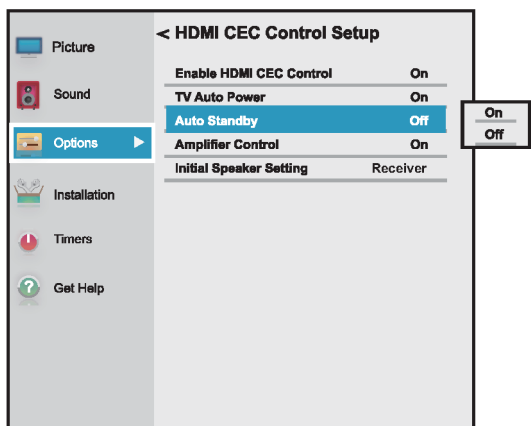 < HDMI CEC Control Setup
Picture
Sound
Options
Installation
Timers
Get Help
Enable HDMI CEC Control On
TV Auto Power On
Auto Standby Off
Amplifier Control On
Initial Speaker Setting Receiver
On
Off